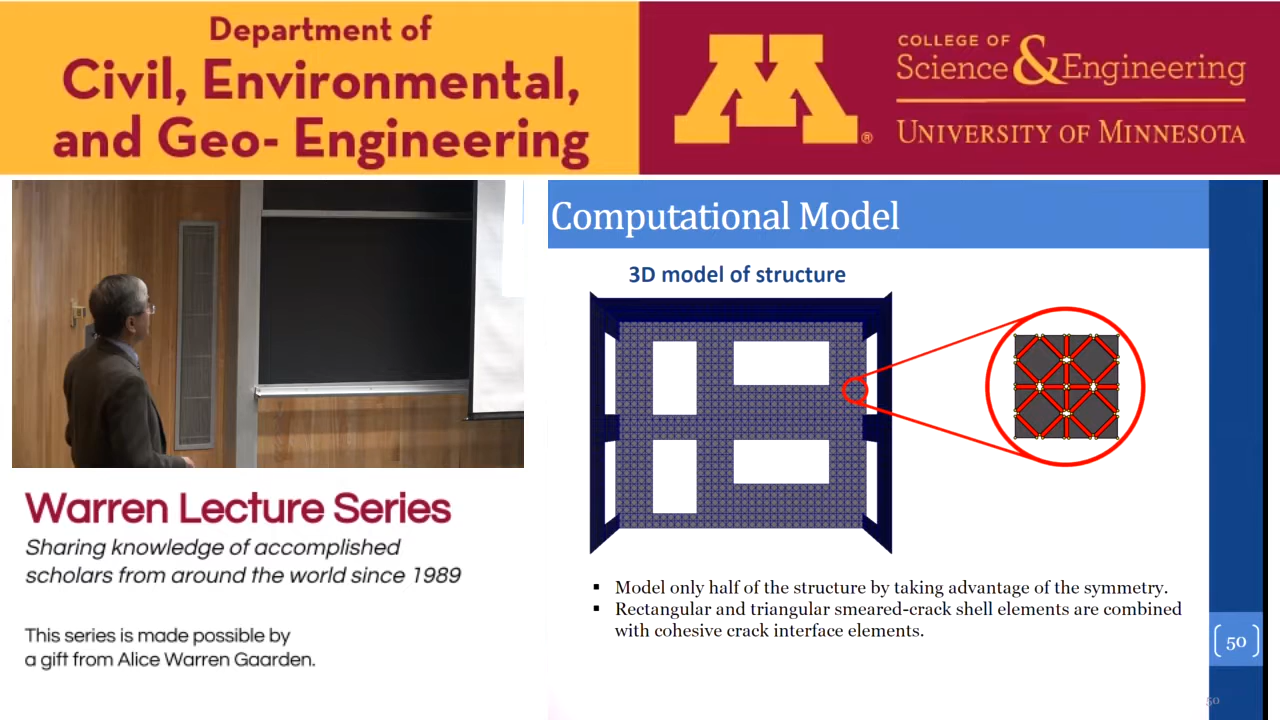 Department of
Civil, Environmental,
and Geo- Engineering
M®
COLLEGE OF
Science & Engineering
UNIVERSITY OF MINNESOTA
Computational Model
3D model of structure
▪ Model only half of the structure by taking advantage of the symmetry.
▪ Rectangular and triangular smeared-crack shell elements are combined
with cohesive crack interface elements.
50
50
Warren Lecture Series
Sharing knowledge of accomplished
scholars from around the world since 1989
This series is made possible by
a gift from Alice Warren Gaarden.